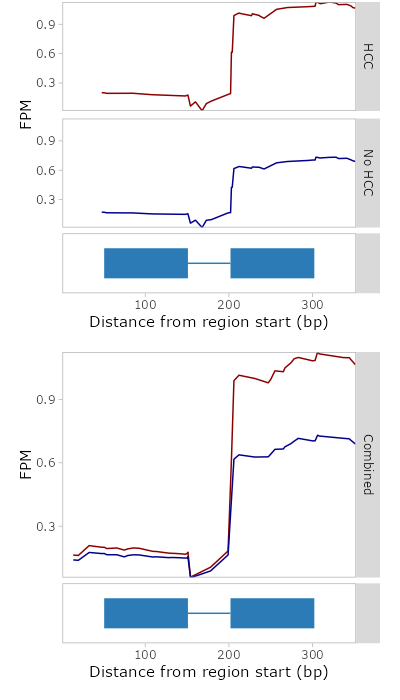 0.9
0.6
0.3
HCC
FPM
0.9
0.6
0.3
No HCC
100 200 300
Distance from region start (bp)
0.9
0.6
0.3
FPM
Combined
100 200 300
Distance from region start (bp)